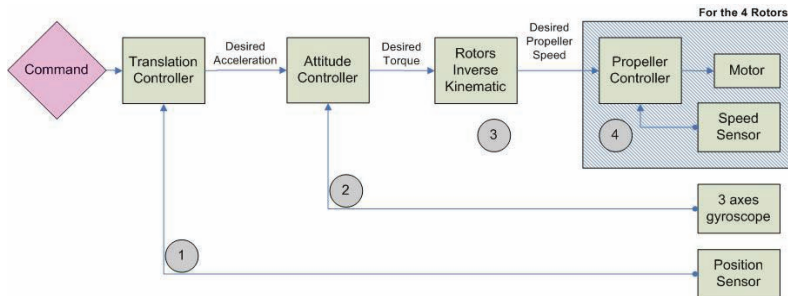 For the 4 Rotors
Command
Translation
Controller
Desired
Acceleration
Attitude
Controller
Desired
Torque
Rotors
Inverse
Kinematic
Desired
Propeller
Speed
Propeller
Controller
Motor
Speed
Sensor
3
4
2
3 axes
gyroscope
1
Position
Sensor